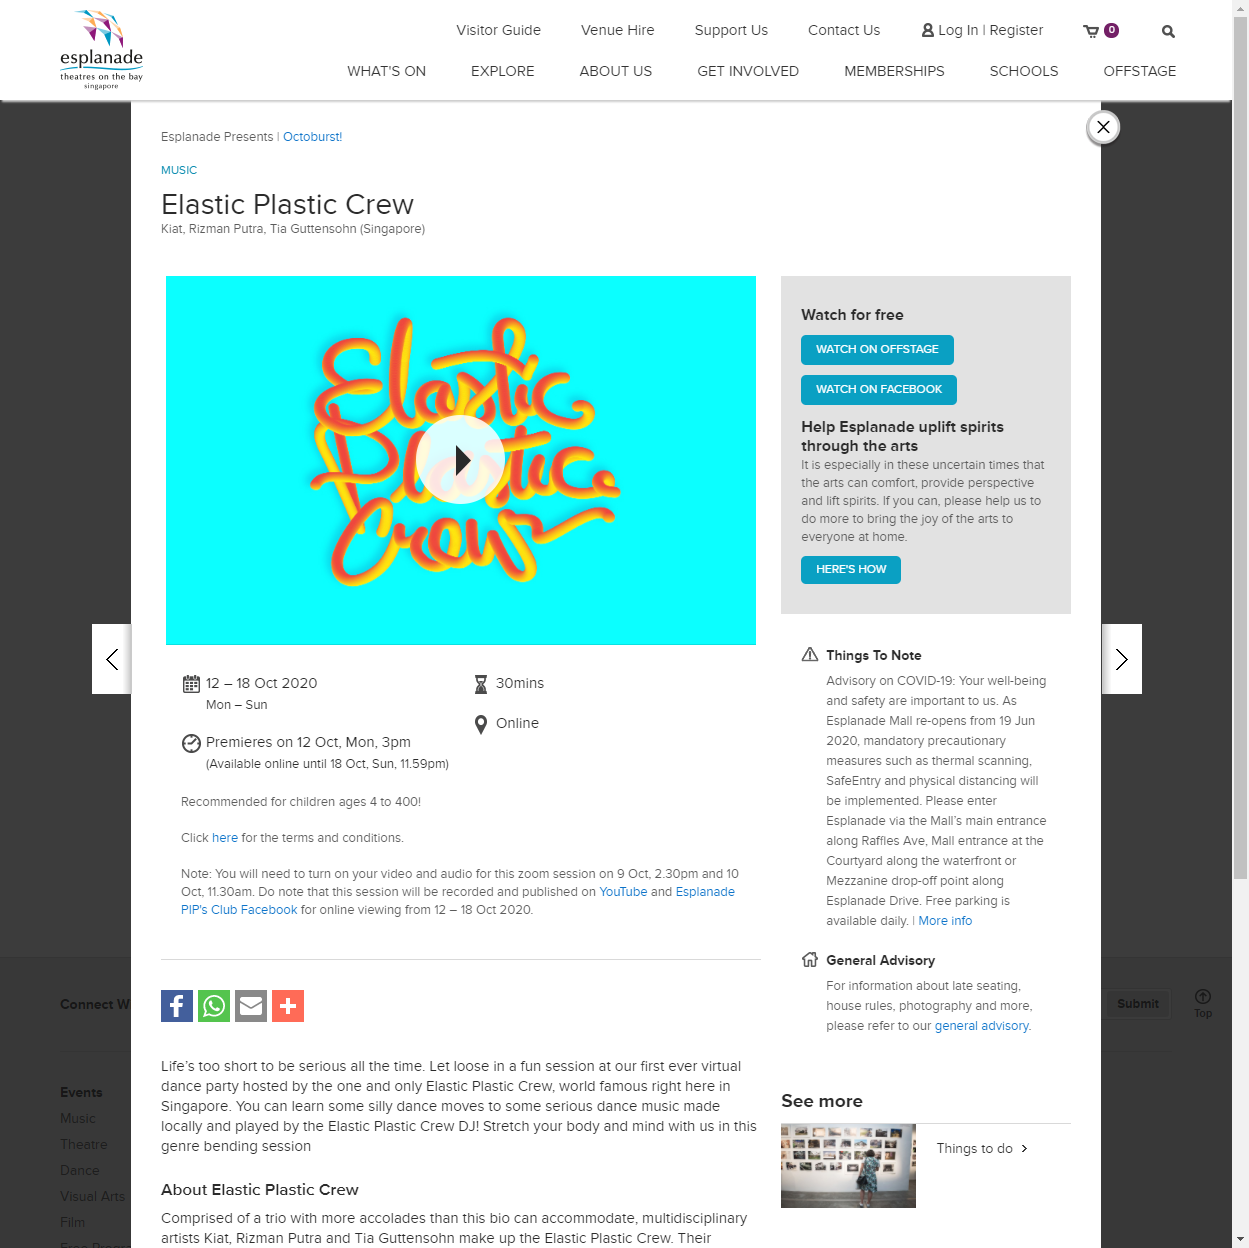 Visitor Guide
Venue Hire
Support Us
Contact Us
Log In | Register
0
esplanade
theatres on the bay
singapore
WHAT'S ON
EXPLORE
ABOUT US
GET INVOLVED
MEMBERSHIPS
SCHOOLS
OFFSTAGE
Esplanade Presents | Octoburst!
MUSIC
Elastic Plastic Crew
Kiat, Rizman Putra, Tia Guttensohn (Singapore)
Elastic
Plastic
Crew
12 – 18 Oct 2020
Mon – Sun
Premieres on 12 Oct, Mon, 3pm
(Available online until 18 Oct, Sun, 11.59pm)
30mins
Online
Recommended for children ages 4 to 400!
Click here for the terms and conditions.
Note: You will need to turn on your video and audio for this zoom session on 9 Oct, 2.30pm and 10
Oct, 11.30am. Do note that this session will be recorded and published on YouTube and Esplanade
PIP's Club Facebook for online viewing from 12 – 18 Oct 2020.
Life's too short to be serious all the time. Let loose in a fun session at our first ever virtual
dance party hosted by the one and only Elastic Plastic Crew, world famous right here in
Singapore. You can learn some silly dance moves to some serious dance music made
locally and played by the Elastic Plastic Crew DJ! Stretch your body and mind with us in this
genre bending session
About Elastic Plastic Crew
Comprised of a trio with more accolades than this bio can accommodate, multidisciplinary
artists Kiat, Rizman Putra and Tia Guttensohn make up the Elastic Plastic Crew. Their
Watch for free
WATCH ON OFFSTAGE
WATCH ON FACEBOOK
Help Esplanade uplift spirits
through the arts
It is especially in these uncertain times that
the arts can comfort, provide perspective
and lift spirits. If you can, please help us to
do more to bring the joy of the arts to
everyone at home.
HERE'S HOW
Things To Note
Advisory on COVID-19: Your well-being
and safety are important to us. As
Esplanade Mall re-opens from 19 Jun
2020, mandatory precautionary
measures such as thermal scanning,
SafeEntry and physical distancing will
be implemented. Please enter
Esplanade via the Mall's main entrance
along Raffles Ave, Mall entrance at the
Courtyard along the waterfront or
Mezzanine drop-off point along
Esplanade Drive. Free parking is
available daily. | More info
General Advisory
For information about late seating,
house rules, photography and more,
please refer to our general advisory.
See more
Things to do
Connect W
Submit
Top
Events
Music
Theatre
Dance
Visual Arts
Film